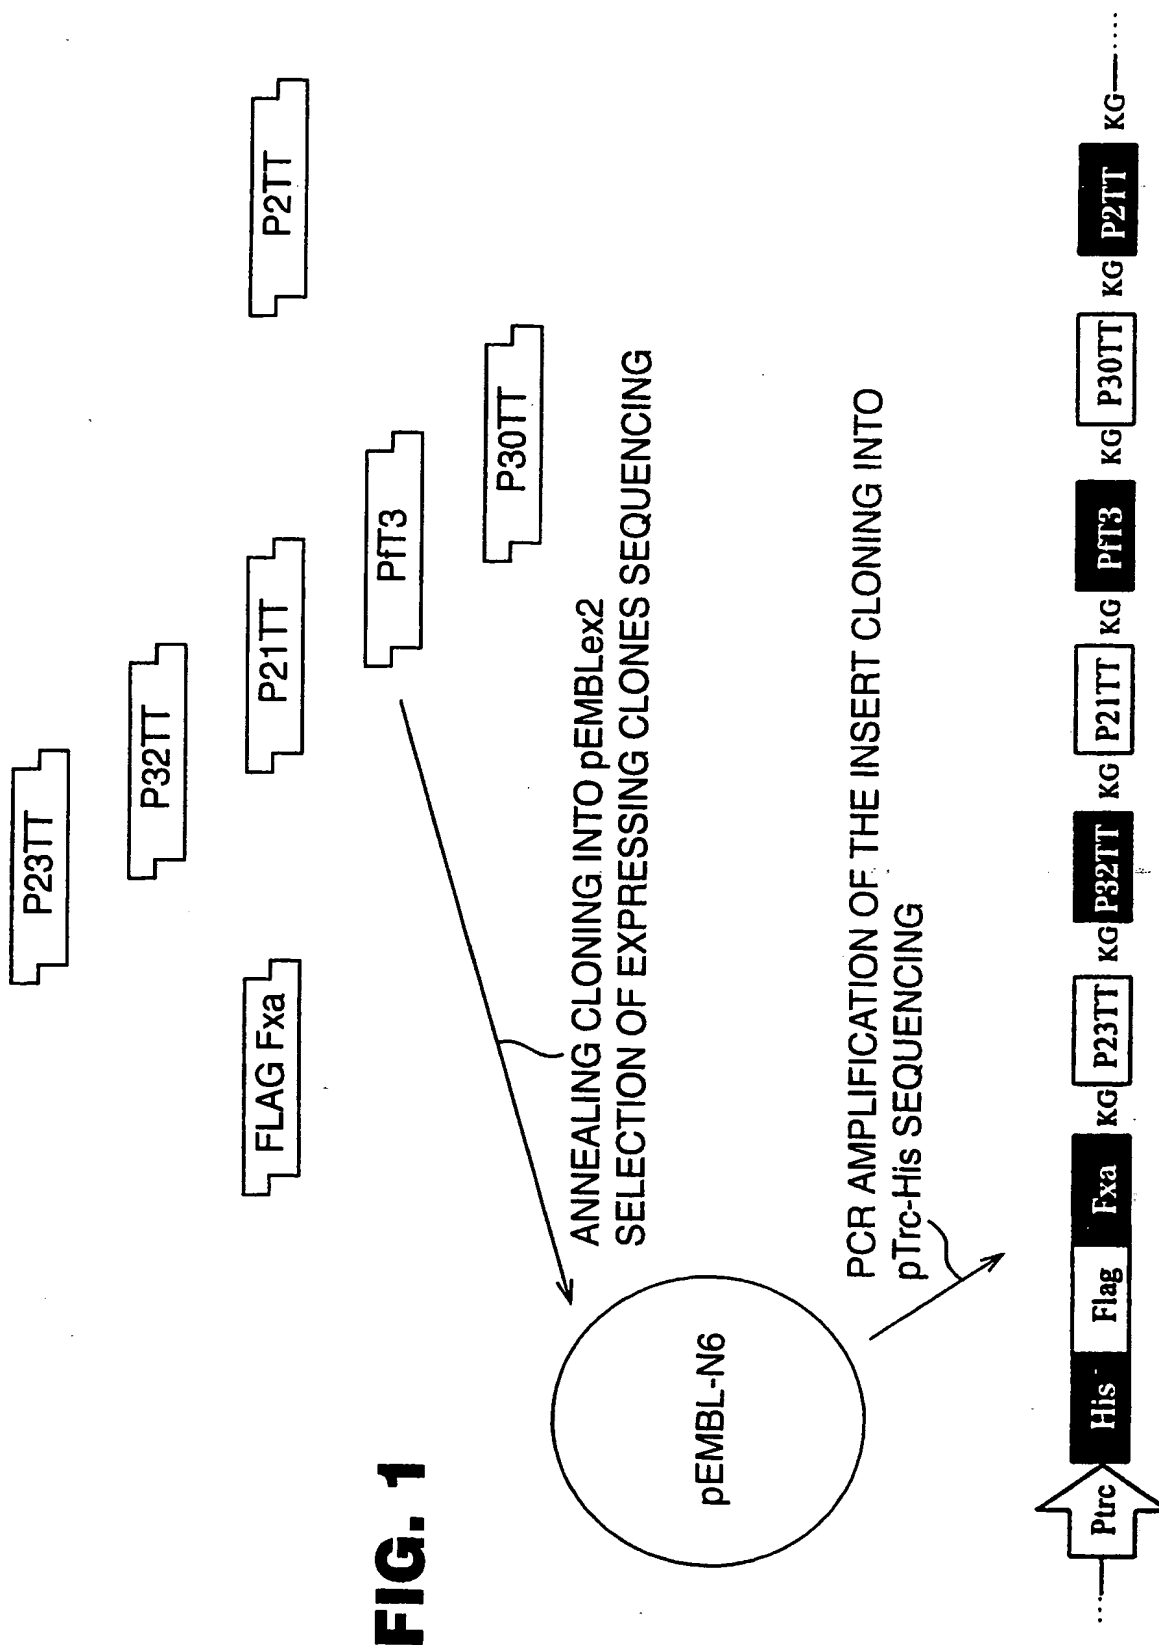 FIG. 1
P23TT
P32TT
FLAG Fxa
P21TT
P2TT
PfT3
P30TT
ANNEALING CLONING INTO pEMBLex2
SELECTION OF EXPRESSING CLONES SEQUENCING
pEMBL-N6
PCR AMPLIFICATION OF THE INSERT CLONING INTO
pTrc-His SEQUENCING
Ptrc His Flag Fxa KG P23TT KG P32TT KG P21TT KG PfT3 KG P30TT KG P2TT KG